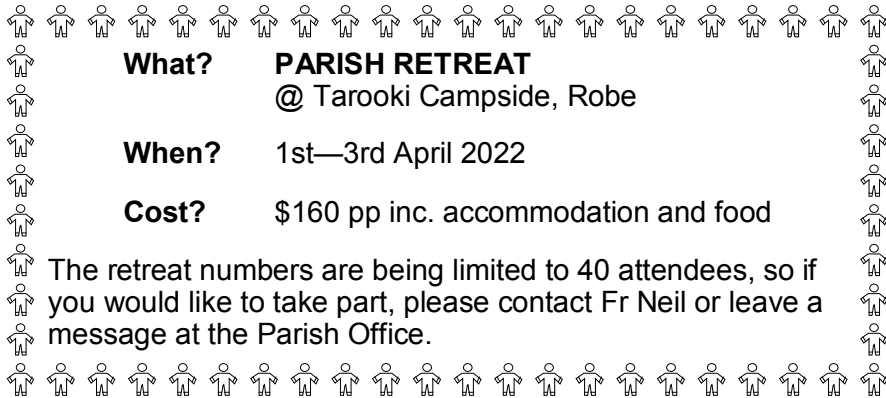 What? PARISH RETREAT
@ Tarooki Campside, Robe
When? 1st—3rd April 2022
Cost? $160 pp inc. accommodation and food
The retreat numbers are being limited to 40 attendees, so if
you would like to take part, please contact Fr Neil or leave a
message at the Parish Office.